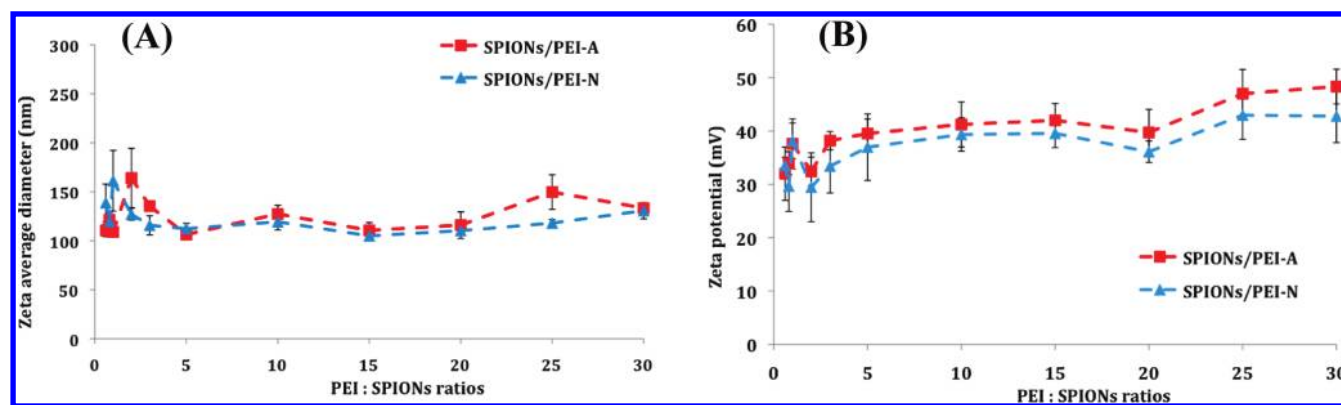 (A)
SPIONs/PEI-A
SPIONs/PEI-N
Zeta average diameter (nm)
300
250
200
150
100
50
0
0 5 10 15 20 25 30
PEI : SPIONs ratios
(B)
SPIONs/PEI-A
SPIONs/PEI-N
Zeta potential (mV)
60
50
40
30
20
10
0
0 5 10 15 20 25 30
PEI : SPIONs ratios